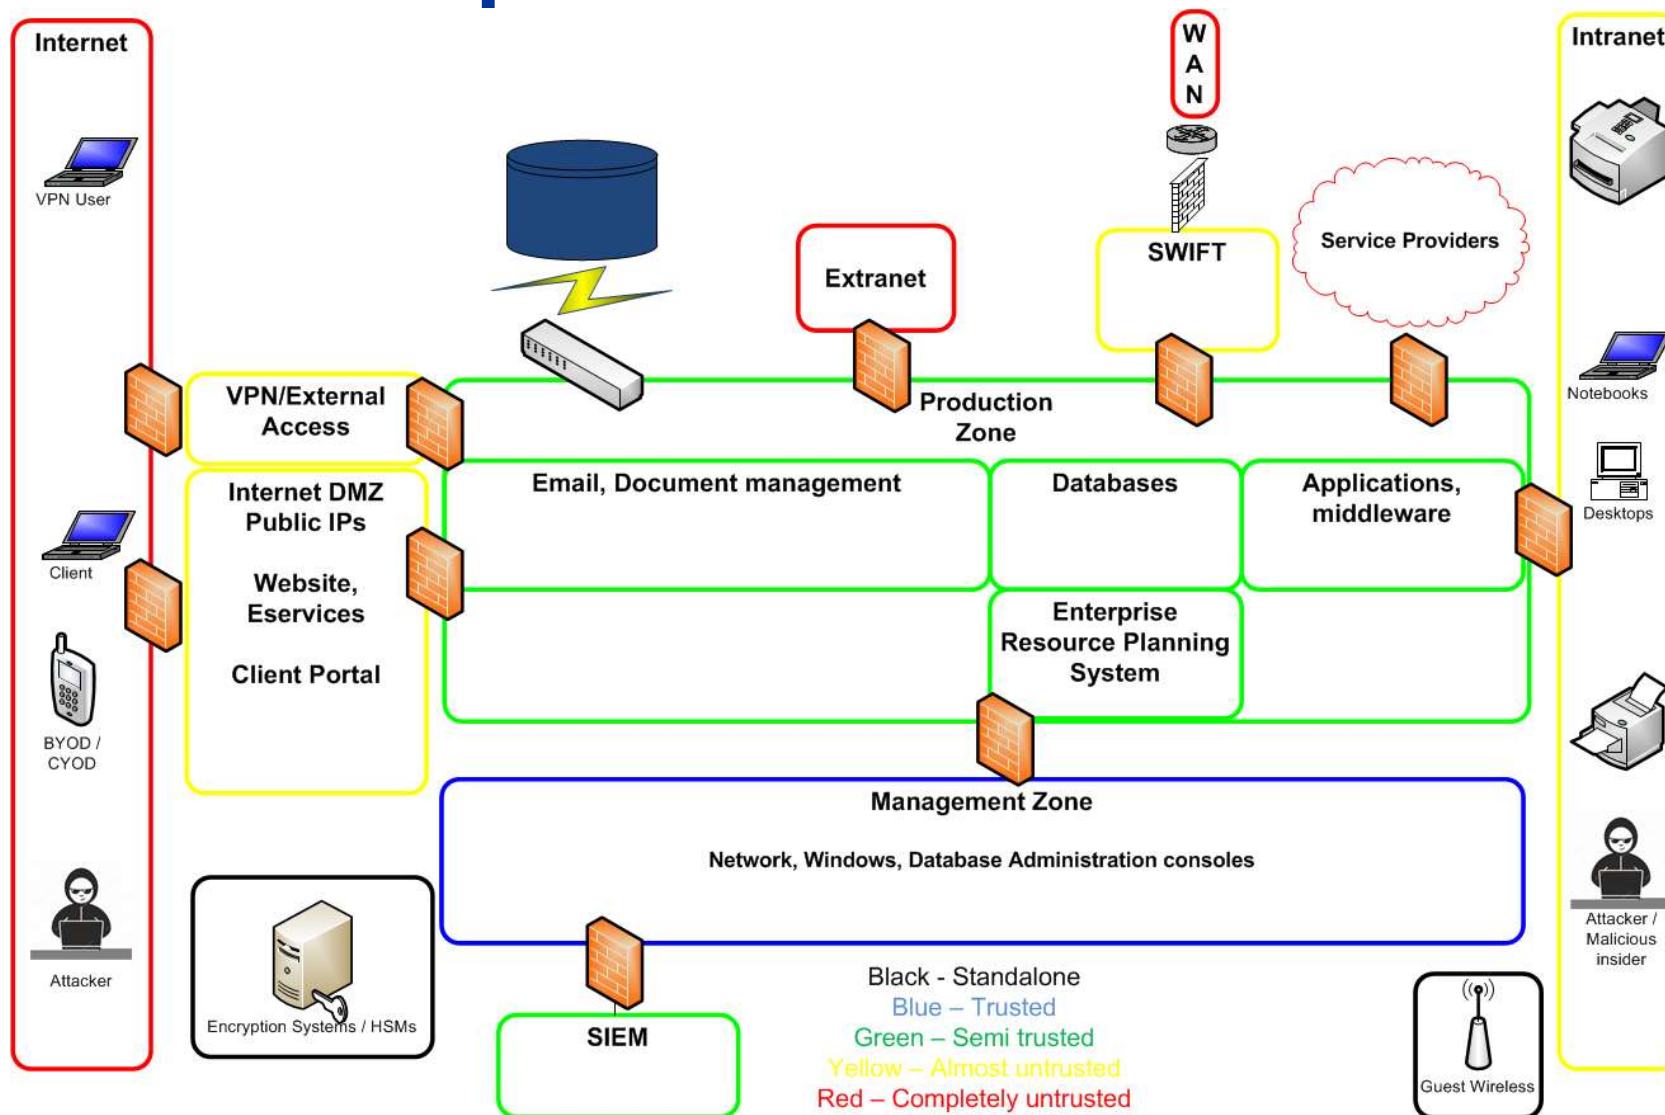 Internet
VPN User
Client
BYOD /
CYOD
Attacker
VPN/External
Access
Internet DMZ
Public IPs
Website,
Eservices
Client Portal
Encryption Systems / HSMs
Extranet
W
A
N
SWIFT
Service Providers
Production
Zone
Email, Document management
Databases
Applications,
middleware
Enterprise
Resource Planning
System
Management Zone
Network, Windows, Database Administration consoles
SIEM
Black - Standalone
Blue – Trusted
Green – Semi trusted
Yellow – Almost untrusted
Red – Completely untrusted
Intranet
Notebooks
Desktops
Attacker /
Malicious
insider
Guest Wireless